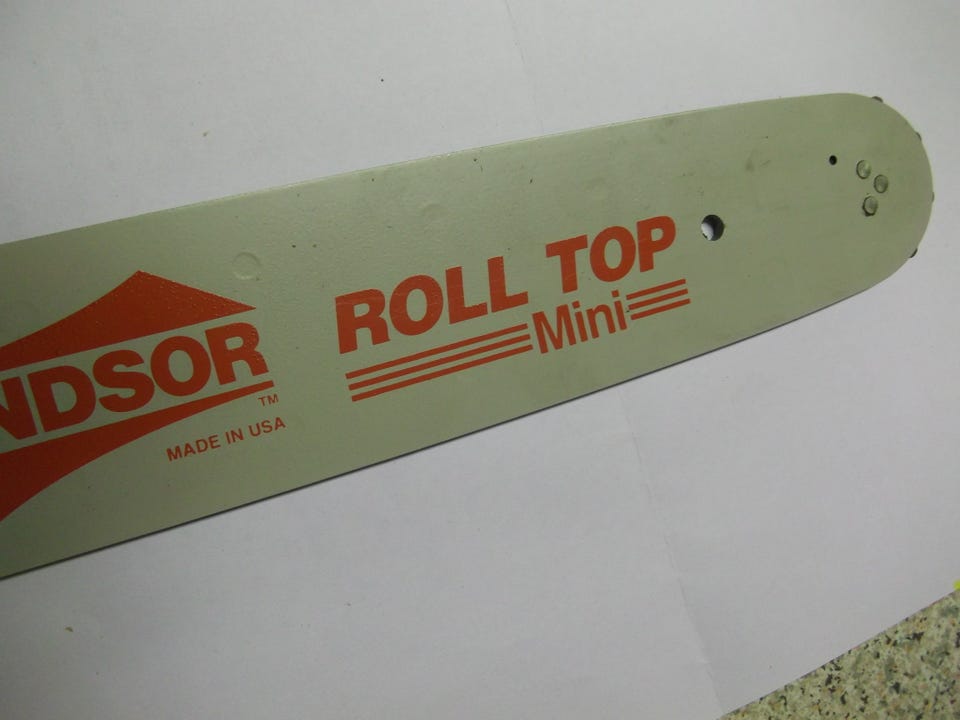 NDSOR
TM
MADE IN USA
ROLL TOP
Mini